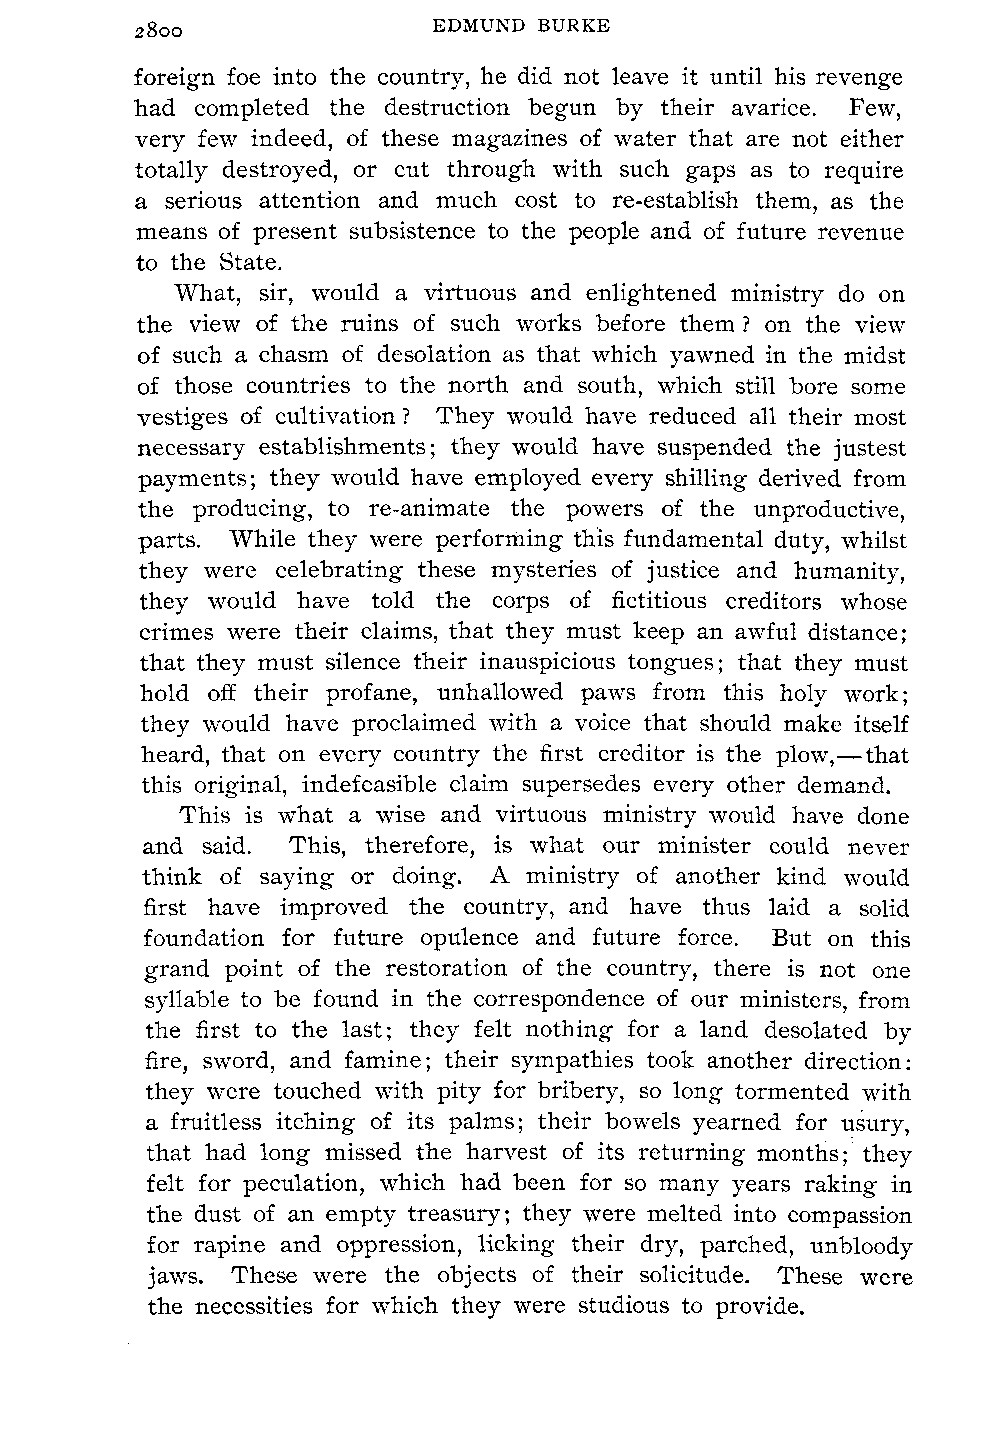 2800
EDMUND BURKE
foreign foe into the country, he did not leave it until his revenge
had completed the destruction begun by their avarice. Few,
very few indeed, of these magazines of water that are not either
totally destroyed, or cut through with such gaps as to require
a serious attention and much cost to re-establish them, as the
means of present subsistence to the people and of future revenue
to the State.
What, sir, would a virtuous and enlightened ministry do on
the view of the ruins of such works before them? on the view
of such a chasm of desolation as that which yawned in the midst
of those countries to the north and south, which still bore some
vestiges of cultivation? They would have reduced all their most
necessary establishments; they would have suspended the justest
payments; they would have employed every shilling derived from
the producing, to re-animate the powers of the unproductive,
parts. While they were performing this fundamental duty, whilst
they were celebrating these mysteries of justice and humanity,
they would have told the corps of fictitious creditors whose
crimes were their claims, that they must keep an awful distance;
that they must silence their inauspicious tongues; that they must
hold off their profane, unhallowed paws from this holy work;
they would have proclaimed with a voice that should make itself
heard, that on every country the first creditor is the plow,—that
this original, indefeasible claim supersedes every other demand.
This is what a wise and virtuous ministry would have done
and said. This, therefore, is what our minister could never
think of saying or doing. A ministry of another kind would
first have improved the country, and have thus laid a solid
foundation for future opulence and future force. But on this
grand point of the restoration of the country, there is not one
syllable to be found in the correspondence of our ministers, from
the first to the last; they felt nothing for a land desolated by
fire, sword, and famine; their sympathies took another direction:
they were touched with pity for bribery, so long tormented with
a fruitless itching of its palms; their bowels yearned for usury,
that had long missed the harvest of its returning months; they
felt for peculation, which had been for so many years raking in
the dust of an empty treasury; they were melted into compassion
for rapine and oppression, licking their dry, parched, unbloody
jaws. These were the objects of their solicitude. These were
the necessities for which they were studious to provide.